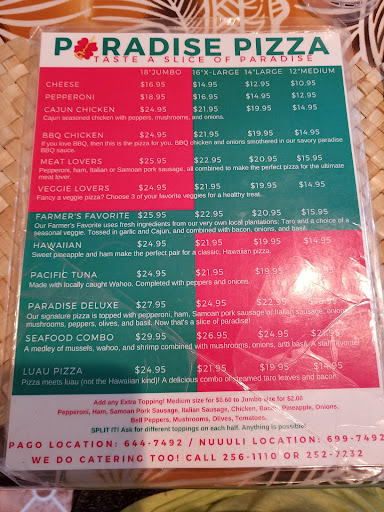 PARADISE PIZZA
TASTE A SLICE OF PARADISE
18"JUMBO 16"X-LARGE 14"LARGE 12"MEDIUM
CHEESE $16.95 $14.95 $12.95 $10.95
PEPPERONI $18.95 $16.95 $14.95 $12.95
CAJUN CHICKEN $24.95 $21.95 $19.95 $14.95
Cajun seasoned chicken with peppers, mushrooms, and onions.
BBQ CHICKEN $24.95 $21.95 $19.95 $14.95
If you love BBQ, then this is the pizza for you. BBQ chicken and onions smothered in our savory paradise
BBQ sauce.
MEAT LOVERS $25.95 $22.95 $20.95 $15.95
Pepperoni, ham, Italian or Samoan pork sausage, all combined to make the perfect pizza for the ultimate
meat lover.
VEGGIE LOVERS $24.95 $21.95 $19.95 $14.95
Fancy a veggie pizza? Choose 3 of your favorite veggies for a healthy treat.
FARMER'S FAVORITE $25.95 $22.95 $20.95 $15.95
Our Farmer's Favorite uses fresh ingredients from our very own local plantations: Taro and a choice of a
seasonal veggie. Tossed in garlic and Cajun, and combined with bacon, onions, and basil.
HAWAIIAN $24.95 $21.95 $19.95 $14.95
Sweet pineapple and ham make the perfect pair for a classic, Hawaiian pizza.
PACIFIC TUNA $24.95 $21.95 $19.95
Made with locally caught Wahoo. Completed with peppers and onions.
PARADISE DELUXE $27.95 $24.95 $22.95
Our signature pizza is topped with pepperoni, ham, Samoan pork sausage or Italian sausage, onions,
mushrooms, peppers, olives, and basil. Now that's a slice of paradise!
SEAFOOD COMBO $29.95 $26.95 $24.95
A medley of mussels, wahoo, and shrimp combined with mushrooms, onions, and basil. A staff favorite!
LUAU PIZZA $24.95 $21.95 $19.95 $14.95
Pizza meets luau (not the Hawaiian kind)! A delicious combo of steamed taro leaves and bacon.
Add any Extra Topping! Medium size for $0.60 to Jumbo size for $2.00
Pepperoni, Ham, Samoan Pork Sausage, Italian Sausage, Chicken, Bacon, Pineapple, Onions,
Bell Peppers, Mushrooms, Olives, Tomatoes.
SPLIT IT! Ask for different toppings on each half. Anything is possible!
PAGO LOCATION: 644-7492 / NUUULI LOCATION: 699-7492
WE DO CATERING TOO! CALL 256-1110 OR 252-7232